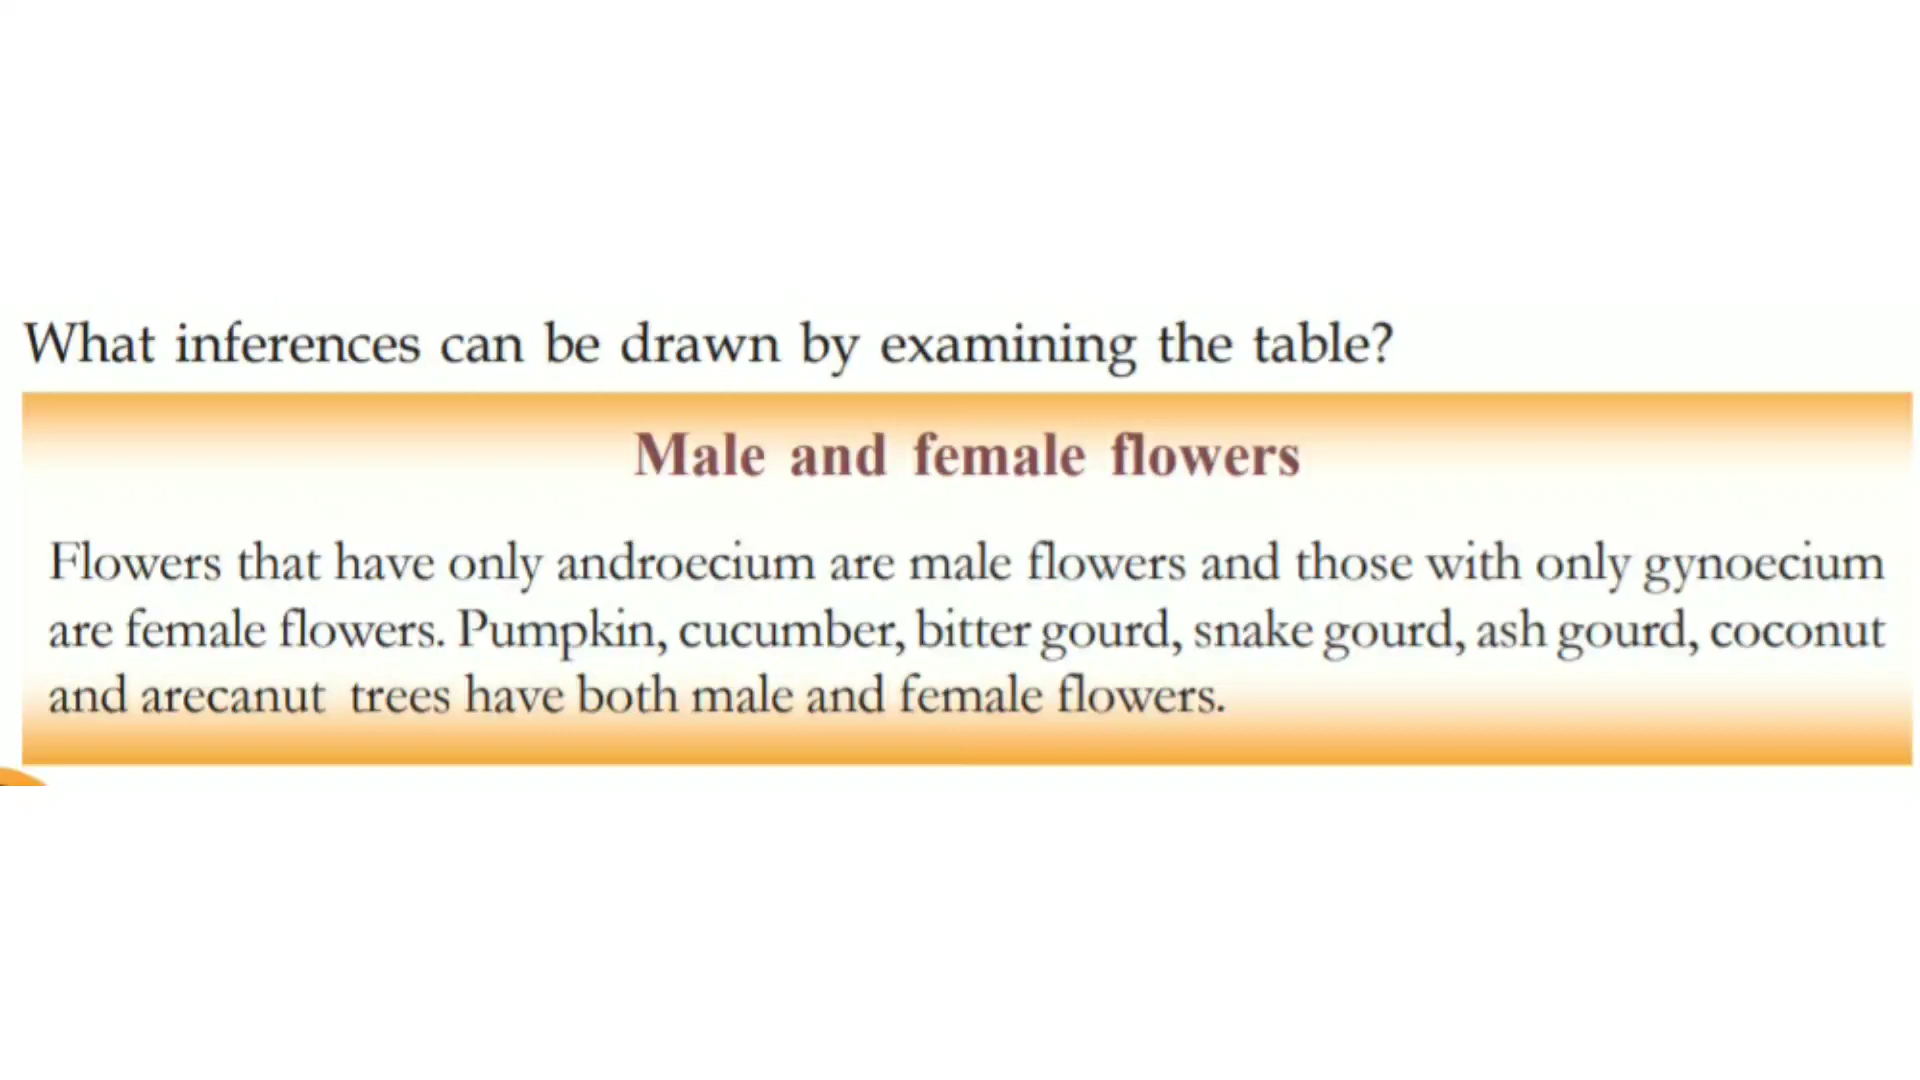 What inferences can be drawn by examining the table?
Male and female flowers
Flowers that have only androecium are male flowers and those with only gynoecium
are female flowers. Pumpkin, cucumber, bitter gourd, snake gourd, ash gourd, coconut
and arecanut trees have both male and female flowers.